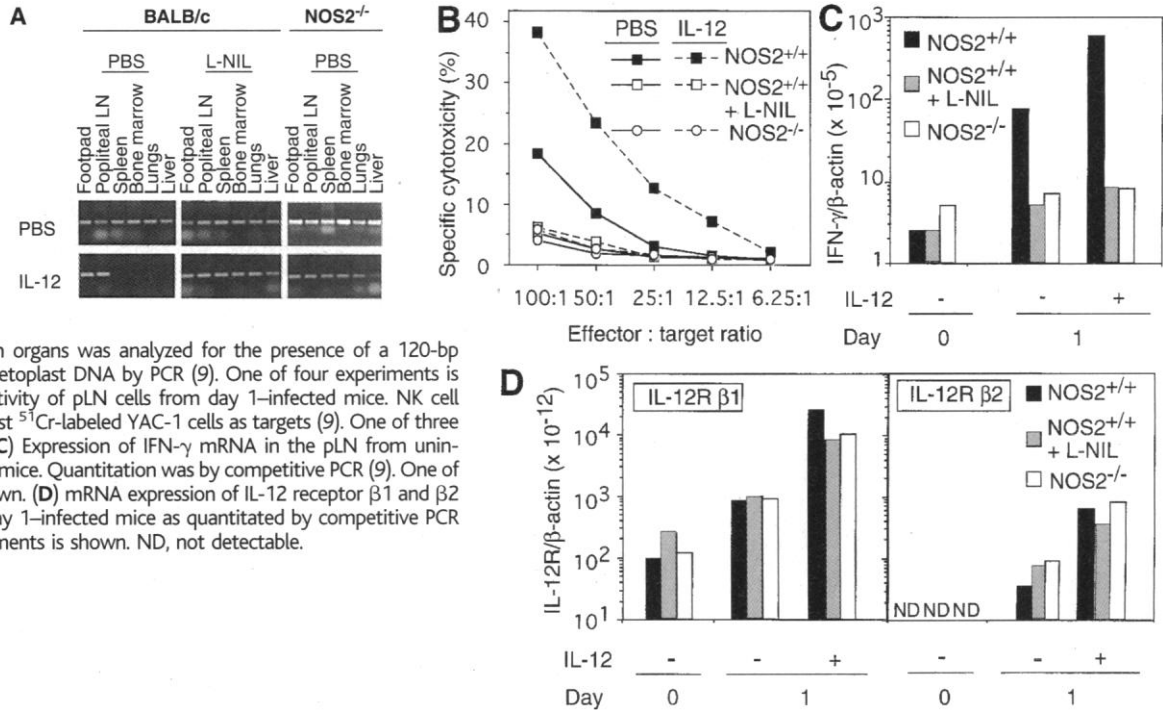 A
BALB/c
NOS2-/-
PBS
L-NIL
PBS
Footpad
Popliteal LN
Spleen
Bone marrow
Lungs
Liver
Footpad
Popliteal LN
Spleen
Bone marrow
Lungs
Liver
Footpad
Popliteal LN
Spleen
Bone marrow
Lungs
Liver
PBS
IL-12
B
Specific cytotoxicity (%)
40
30
20
10
0
PBS IL-12
NOS2+/+
NOS2+/+
+ L-NIL
NOS2-/-
100:1 50:1 25:1 12.5:1 6.25:1
Effector : target ratio
C
IFN-γ/β-actin (x 10-5)
10³
10²
10
1
NOS2+/+
NOS2+/+
+ L-NIL
NOS2-/-
IL-12 - - +
Day 0 1
n organs was analyzed for the presence of a 120-bp
etoplast DNA by PCR (9). One of four experiments is
tivity of pLN cells from day 1–infected mice. NK cell
st ⁵¹Cr-labeled YAC-1 cells as targets (9). One of three
C) Expression of IFN-γ mRNA in the pLN from unin-
mice. Quantitation was by competitive PCR (9). One of
wn. (D) mRNA expression of IL-12 receptor β1 and β2
ay 1–infected mice as quantitated by competitive PCR
ments is shown. ND, not detectable.
D
IL-12R/β-actin (x 10-12)
10⁵
10⁴
10³
10²
10¹
IL-12R β1
IL-12R β2
NOS2+/+
NOS2+/+
+ L-NIL
NOS2-/-
ND ND ND
IL-12 - - + - - +
Day 0 1 0 1